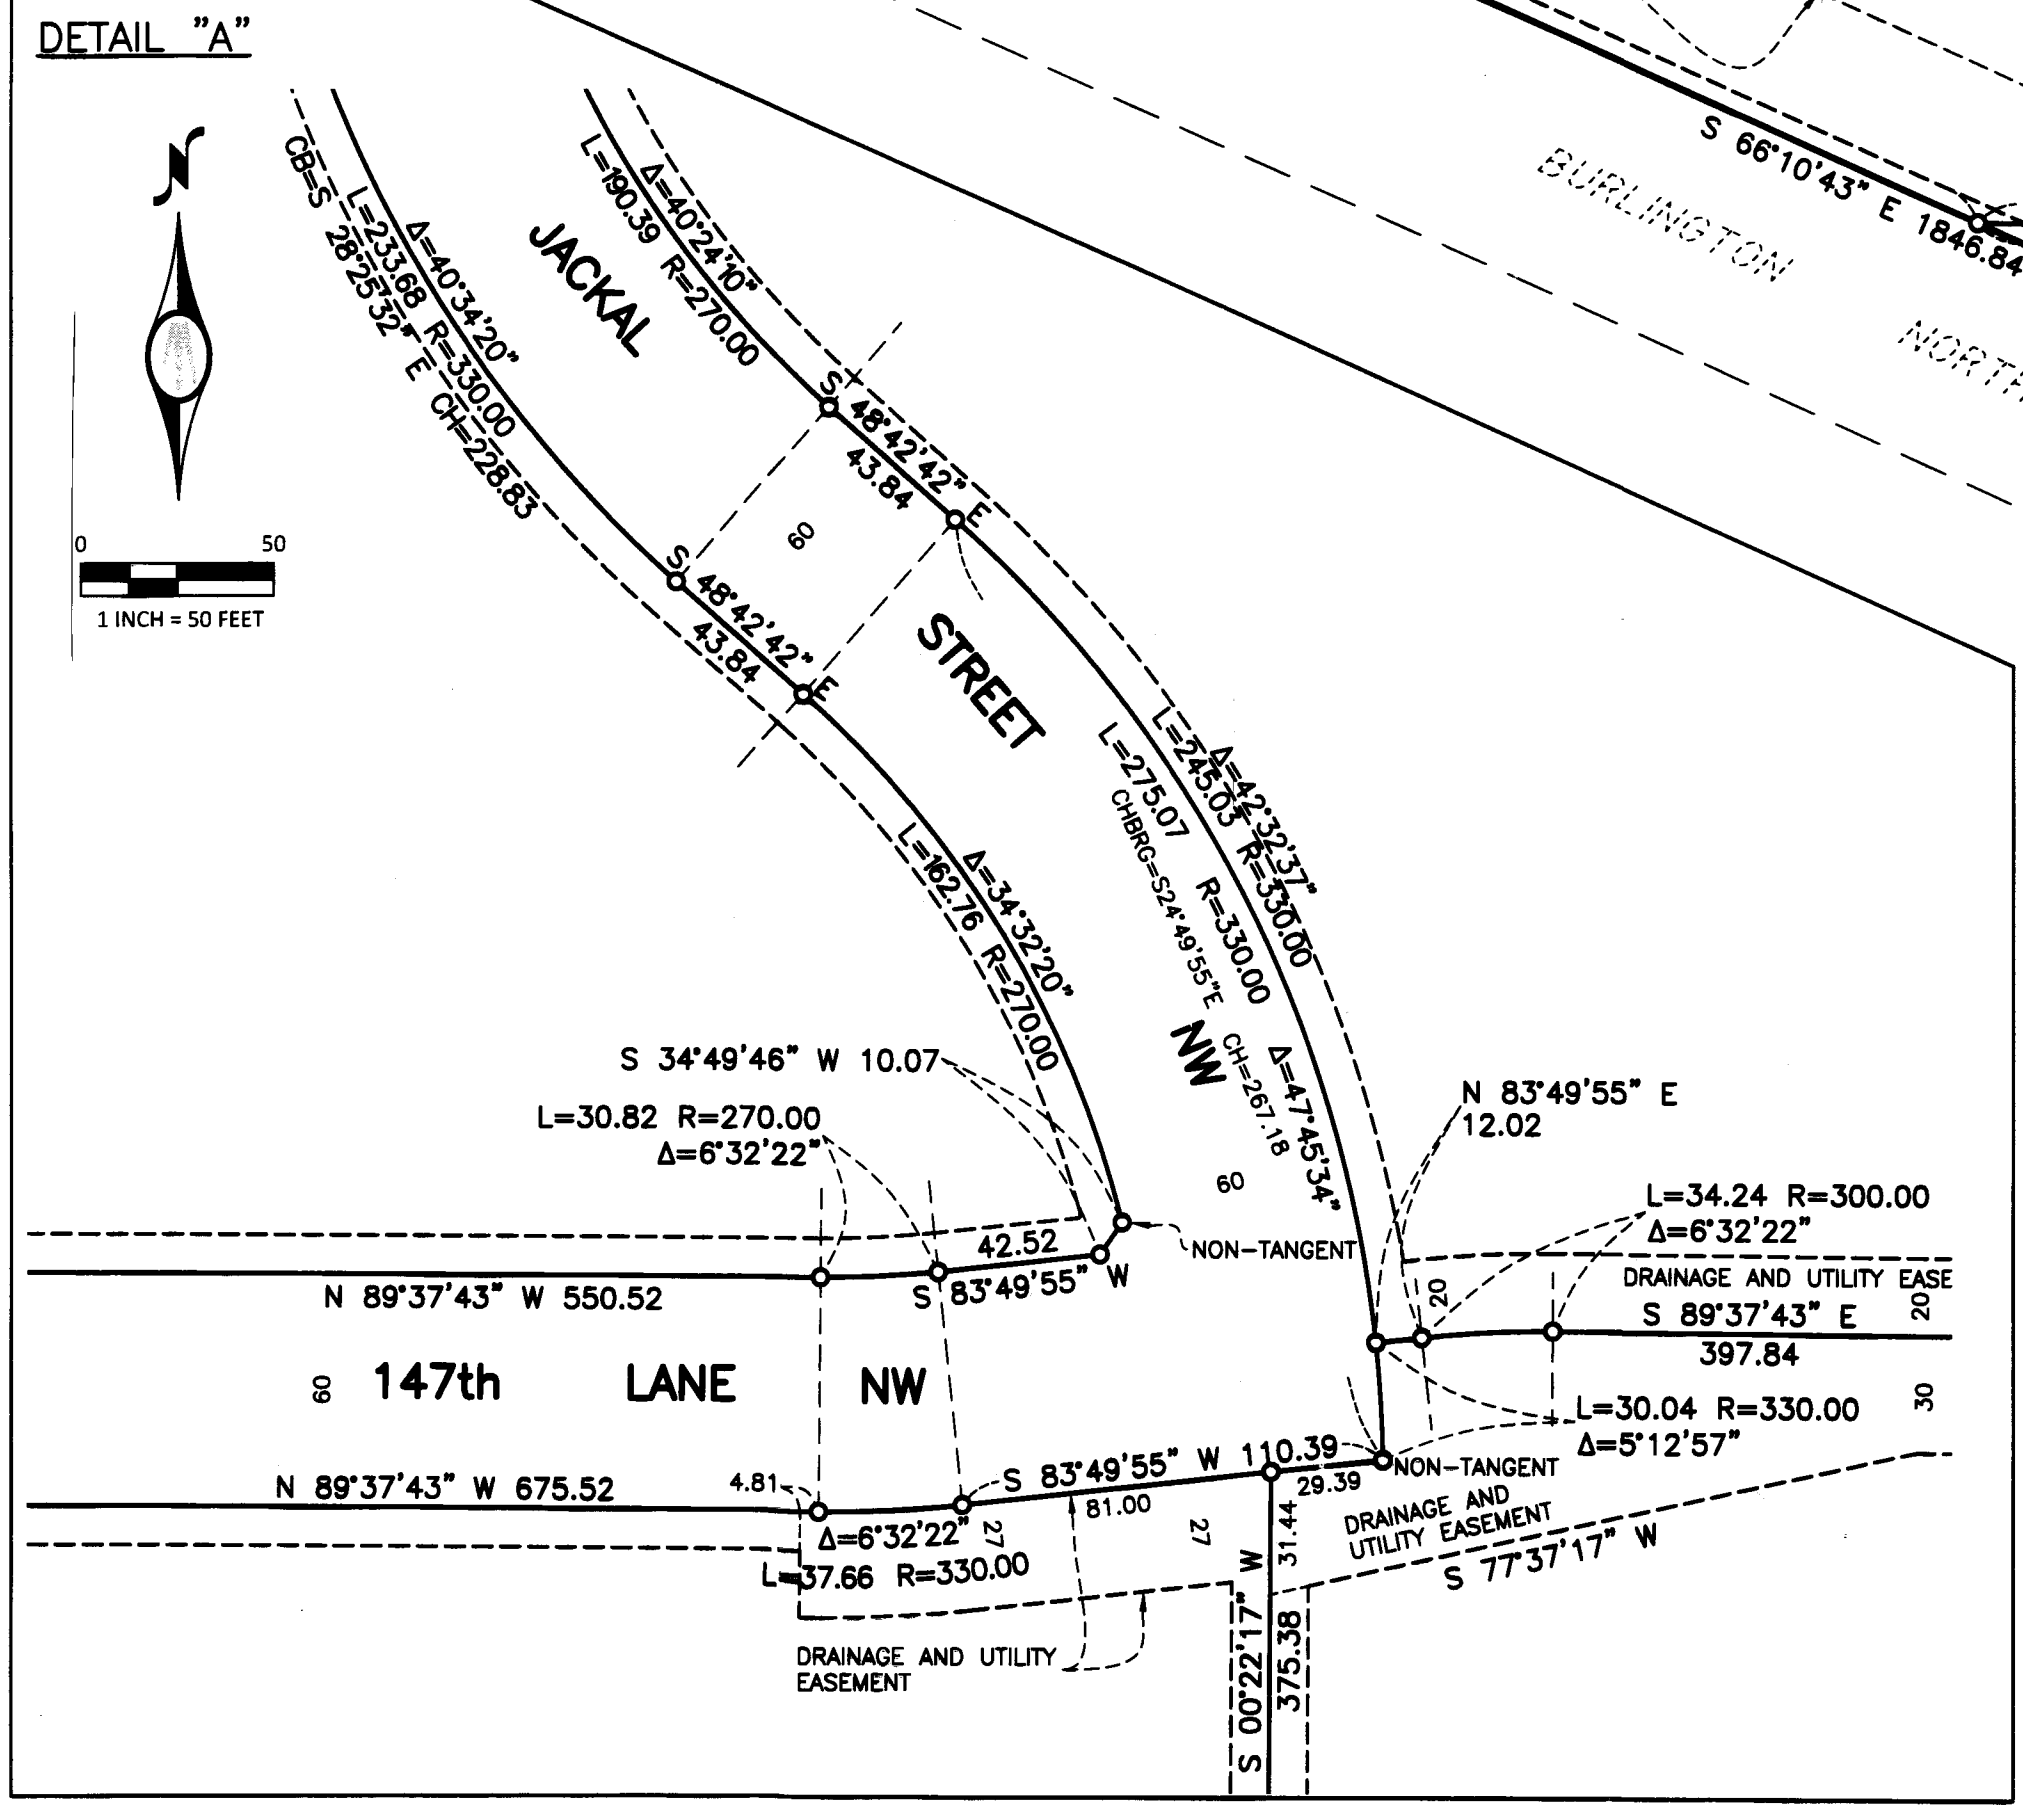 DETAIL "A"
N
0 50
1 INCH = 50 FEET
S 66°10'43" E 1846.84
BURLINGTON
NORTH
JACKAL
STREET
NW
CB=S 28°25'32" E CH=228.83
L=233.68 R=330.00
Δ=40°34'20"
L=190.39 R=270.00
Δ=40°24'10"
S 48°42'42" E
43.84
60
S 48°42'42" E
43.84
L=162.76 R=270.00
Δ=34°32'20"
L=245.03 R=330.00
Δ=42°32'37"
L=275.07 R=330.00 Δ=47°45'34"
CHBRG=S24°49'55"E CH=267.18
60
S 34°49'46" W 10.07
L=30.82 R=270.00
Δ=6°32'22"
N 83°49'55" E
12.02
L=34.24 R=300.00
Δ=6°32'22"
NON-TANGENT
42.52
S 83°49'55" W
N 89°37'43" W 550.52
20
DRAINAGE AND UTILITY EASE
S 89°37'43" E
397.84
20
30
60
147th LANE NW
L=30.04 R=330.00
Δ=5°12'57"
N 89°37'43" W 675.52
4.81
S 83°49'55" W 110.39
81.00
29.39
NON-TANGENT
Δ=6°32'22"
L=37.66 R=330.00
27
27
31.44
DRAINAGE AND
UTILITY EASEMENT
S 77°37'17" W
S 00°22'17" W
375.38
DRAINAGE AND UTILITY
EASEMENT